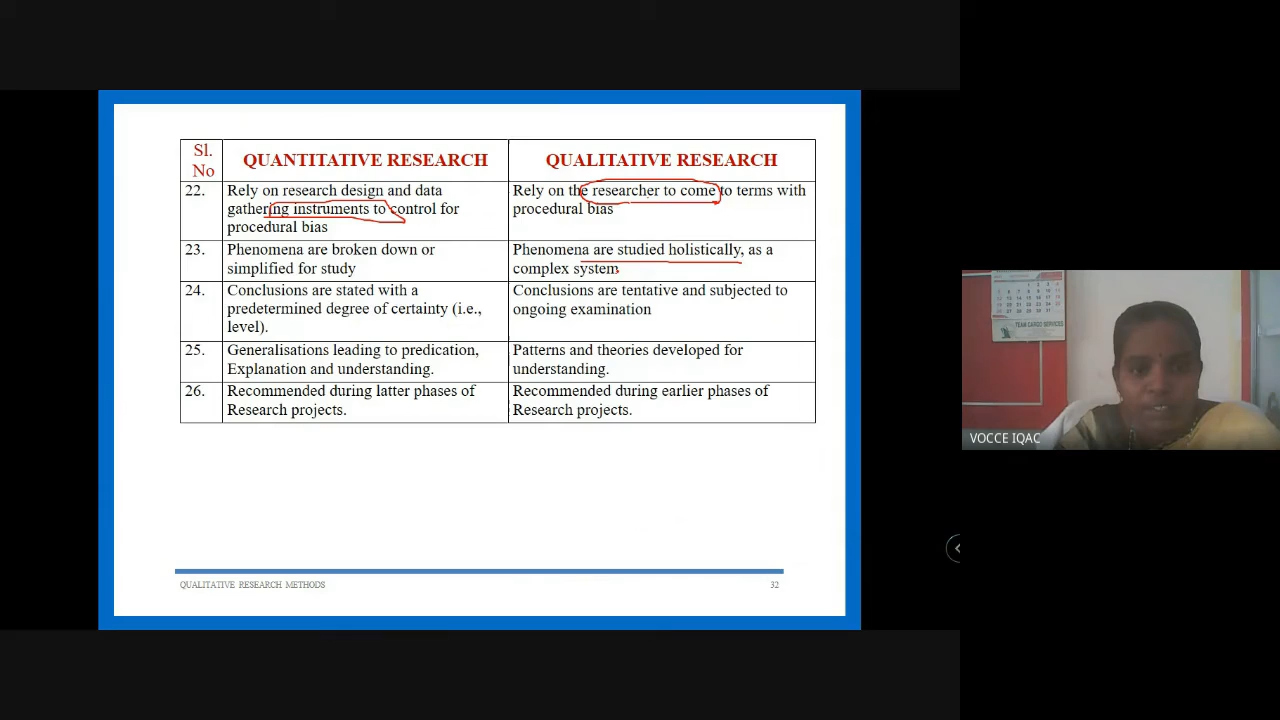 Sl.
No
QUANTITATIVE RESEARCH
QUALITATIVE RESEARCH
22.
Rely on research design and data
gathering instruments to control for
procedural bias
Rely on the researcher to come to terms with
procedural bias
23.
Phenomena are broken down or
simplified for study
Phenomena are studied holistically, as a
complex system
24.
Conclusions are stated with a
predetermined degree of certainty (i.e.,
level).
Conclusions are tentative and subjected to
ongoing examination
25.
Generalisations leading to predication,
Explanation and understanding.
Patterns and theories developed for
understanding.
26.
Recommended during latter phases of
Research projects.
Recommended during earlier phases of
Research projects.
QUALITATIVE RESEARCH METHODS
32
TEAM CARGO SERVICES
VOCCE IQAC